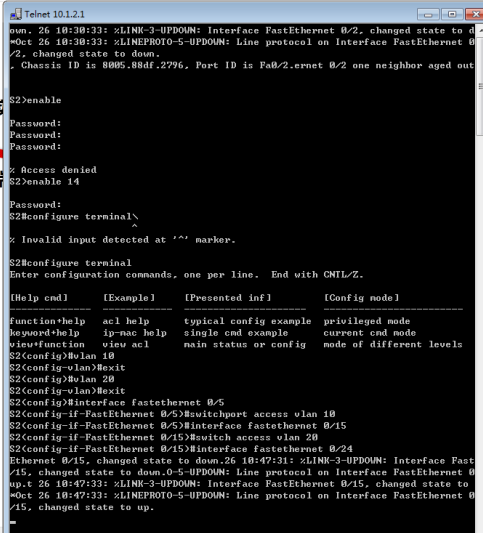 Telnet 10.1.2.1
own. 26 10:30:33: %LINK-3-UPDOWN: Interface FastEthernet 0/2, changed state to d
*Oct 26 10:30:33: %LINEPROTO-5-UPDOWN: Line protocol on Interface FastEthernet 0
/2, changed state to down.
, Chassis ID is 8005.88df.2796, Port ID is Fa0/2.ernet 0/2 one neighbor aged out
S2>enable
Password:
Password:
Password:
% Access denied
S2>enable 14
Password:
S2#configure terminal\
^
% Invalid input detected at '^' marker.
S2#configure terminal
Enter configuration commands, one per line.  End with CNTL/Z.
[Help cmd]    [Example]    [Presented inf]    [Config mode]
--------------------------------------------------------------
function+help    acl help    typical config example    privileged mode
keyword+help    ip-mac help    single cmd example    current cmd mode
view+function    view acl    main status or config    mode of different levels
S2(config)#vlan 10
S2(config-vlan)#exit
S2(config)#vlan 20
S2(config-vlan)#exit
S2(config)#interface fastethernet 0/5
S2(config-if-FastEthernet 0/5)#switchport access vlan 10
S2(config-if-FastEthernet 0/5)#interface fastethernet 0/15
S2(config-if-FastEthernet 0/15)#switch access vlan 20
S2(config-if-FastEthernet 0/15)#interface fastethernet 0/24
Ethernet 0/15, changed state to down.26 10:47:31: %LINK-3-UPDOWN: Interface Fast
/15, changed state to down.O-5-UPDOWN: Line protocol on Interface FastEthernet 0
up.t 26 10:47:33: %LINK-3-UPDOWN: Interface FastEthernet 0/15, changed state to
*Oct 26 10:47:33: %LINEPROTO-5-UPDOWN: Line protocol on Interface FastEthernet 0
/15, changed state to up.